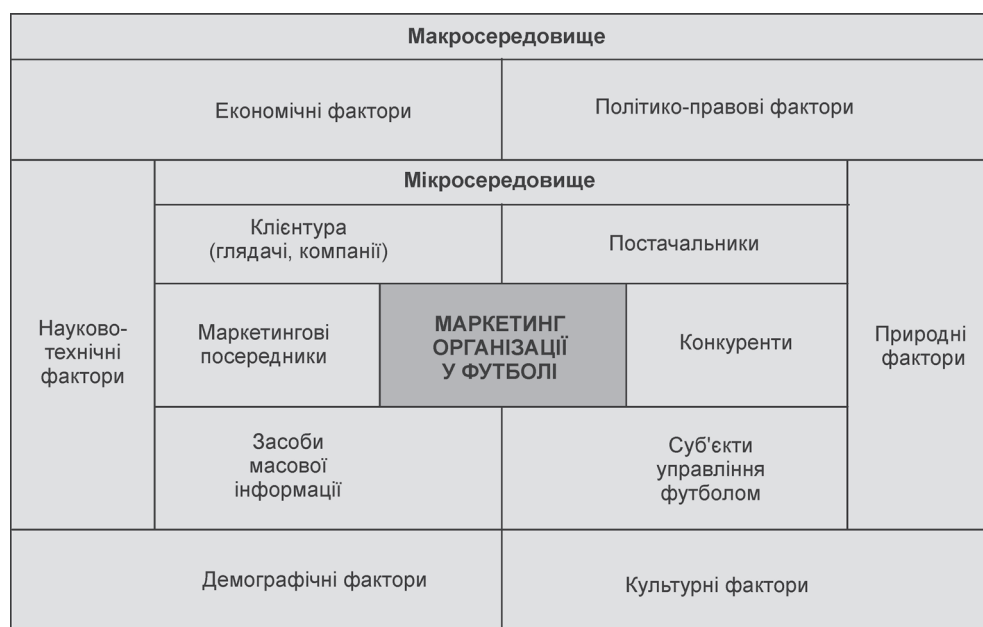 Макросередовище
Економічні фактори
Політико-правові фактори
Мікросередовище
Клієнтура
(глядачі, компанії)
Постачальники
Науково-
технічні
фактори
Маркетингові
посередники
МАРКЕТИНГ
ОРГАНІЗАЦІЇ
У ФУТБОЛІ
Конкуренти
Природні
фактори
Засоби
масової
інформації
Суб'єкти
управління
футболом
Демографічні фактори
Культурні фактори